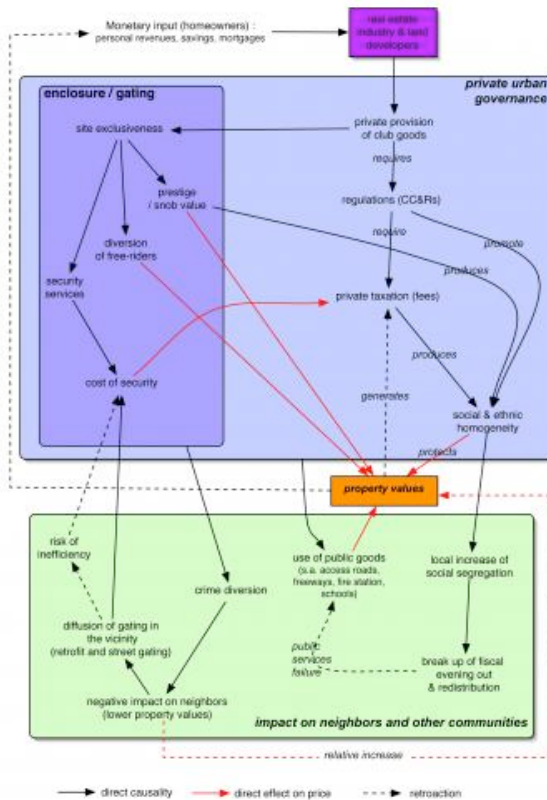 Monetary input (homeowners) :
personal revenues, savings, mortgages
real estate
industry & land
developers
enclosure / gating
private urban
governance
site exclusiveness
private provision
of club goods
requires
prestige
/ snob value
regulations (CC&Rs)
require
promote
diversion
of free-riders
produces
security
services
private taxation (fees)
produces
cost of security
generates
social & ethnic
homogeneity
protects
property values
risk of
inefficiency
use of public goods
(s.a. access roads,
freeways, fire station,
schools)
local increase of
social segregation
crime diversion
diffusion of gating in
the vicinity
(retrofit and street gating)
public
services
failure
break up of fiscal
evening out
& redistribution
negative impact on neighbors
(lower property values)
impact on neighbors and other communities
relative increase
direct causality
direct effect on price
retroaction